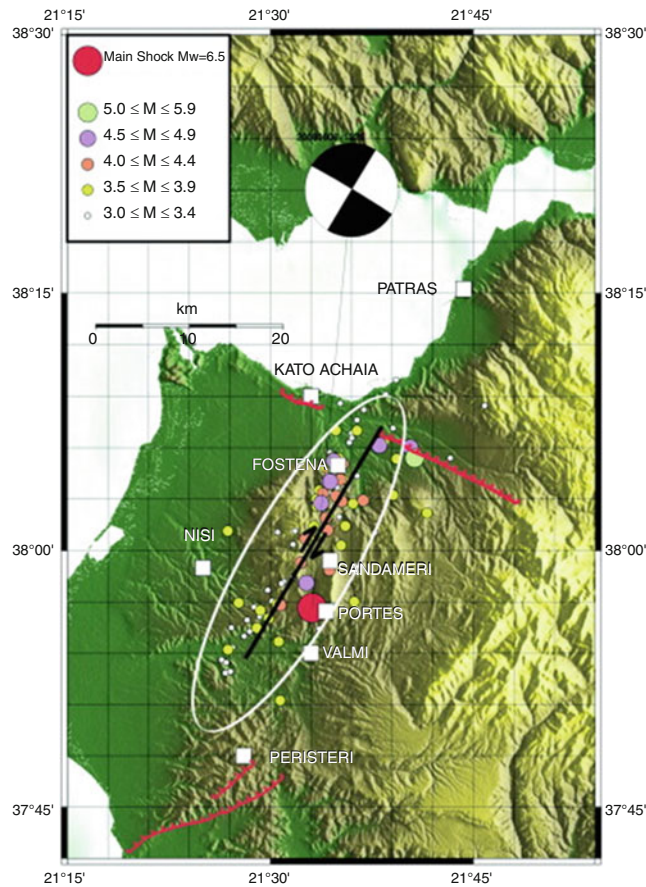 21°15' 21°30' 21°45'
38°30' 38°30'
Main Shock Mw=6.5
5.0 ≤ M ≤ 5.9
4.5 ≤ M ≤ 4.9
4.0 ≤ M ≤ 4.4
3.5 ≤ M ≤ 3.9
3.0 ≤ M ≤ 3.4
PATRAS
38°15' 38°15'
km
0 10 20
KATO ACHAIA
FOSTENA
NISI
38°00' 38°00'
SANDAMERI
PORTES
VALMI
PERISTERI
37°45' 37°45'
21°15' 21°30' 21°45'